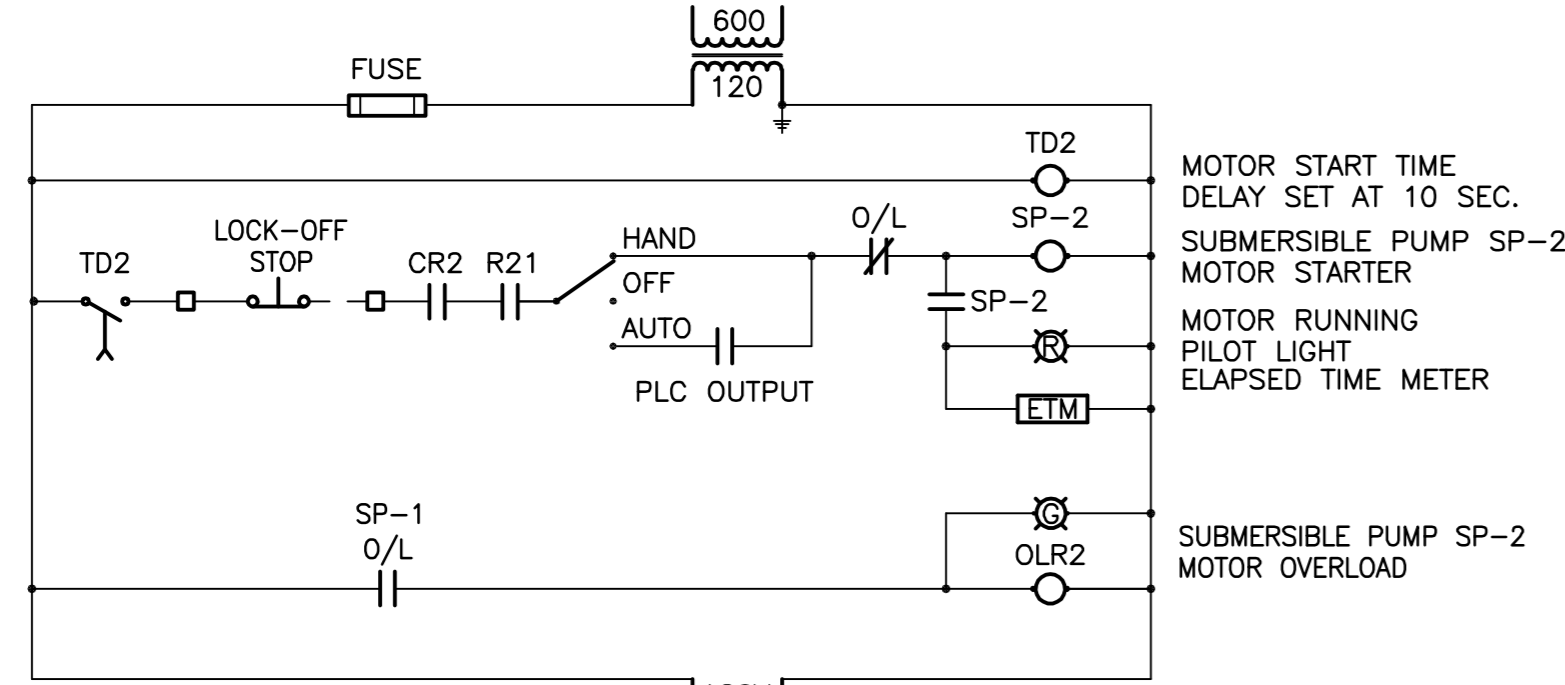 600
120
FUSE
TD2
MOTOR START TIME
DELAY SET AT 10 SEC.
TD2
LOCK-OFF
STOP
CR2
R21
HAND
OFF
AUTO
PLC OUTPUT
O/L
SP-2
SUBMERSIBLE PUMP SP-2
MOTOR STARTER
SP-2
R
MOTOR RUNNING
PILOT LIGHT
ELAPSED TIME METER
ETM
SP-1
O/L
G
OLR2
SUBMERSIBLE PUMP SP-2
MOTOR OVERLOAD